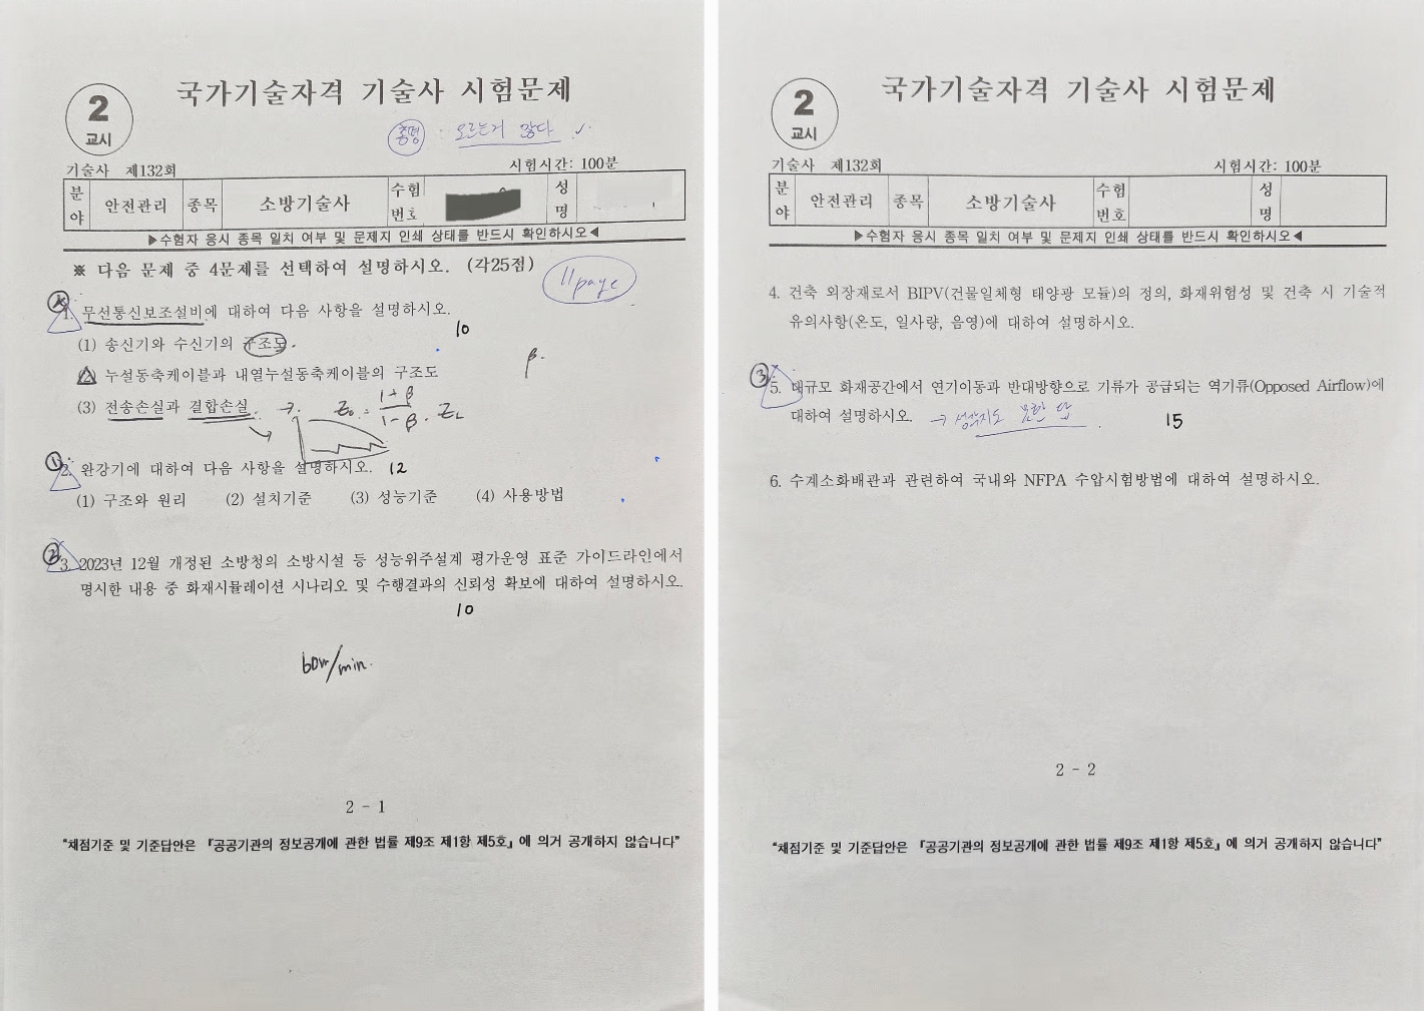 2
교시
국가기술자격 기술사 시험문제
총평 모르는거 많다
기술사 제132회 시험시간: 100분
분야 안전관리 종목 소방기술사 수험번호 성명
▶수험자 응시 종목 일치 여부 및 문제지 인쇄 상태를 반드시 확인하시오◀
※ 다음 문제 중 4문제를 선택하여 설명하시오. (각25점)
11page
1. 무선통신보조설비에 대하여 다음 사항을 설명하시오.
10
(1) 송신기와 수신기의 구조도
β
누설동축케이블과 내열누설동축케이블의 구조도
(3) 전송손실과 결합손실
Z₀ = 1+β / 1-β · Z_L
① 2. 완강기에 대하여 다음 사항을 설명하시오. 12
(1) 구조와 원리 (2) 설치기준 (3) 성능기준 (4) 사용방법
② 3. 2023년 12월 개정된 소방청의 소방시설 등 성능위주설계 평가운영 표준 가이드라인에서
명시한 내용 중 화재시뮬레이션 시나리오 및 수행결과의 신뢰성 확보에 대하여 설명하시오.
10
60m/min.
2 - 1
"채점기준 및 기준답안은 『공공기관의 정보공개에 관한 법률 제9조 제1항 제5호』에 의거 공개하지 않습니다"
2
교시
국가기술자격 기술사 시험문제
기술사 제132회 시험시간: 100분
분야 안전관리 종목 소방기술사 수험번호 성명
▶수험자 응시 종목 일치 여부 및 문제지 인쇄 상태를 반드시 확인하시오◀
4. 건축 외장재로서 BIPV(건물일체형 태양광 모듈)의 정의, 화재위험성 및 건축 시 기술적
유의사항(온도, 일사량, 음영)에 대하여 설명하시오.
③ 5. 대규모 화재공간에서 연기이동과 반대방향으로 기류가 공급되는 역기류(Opposed Airflow)에
대하여 설명하시오. → 생각지도 못한 답
15
6. 수계소화배관과 관련하여 국내와 NFPA 수압시험방법에 대하여 설명하시오.
2 - 2
"채점기준 및 기준답안은 『공공기관의 정보공개에 관한 법률 제9조 제1항 제5호』에 의거 공개하지 않습니다"